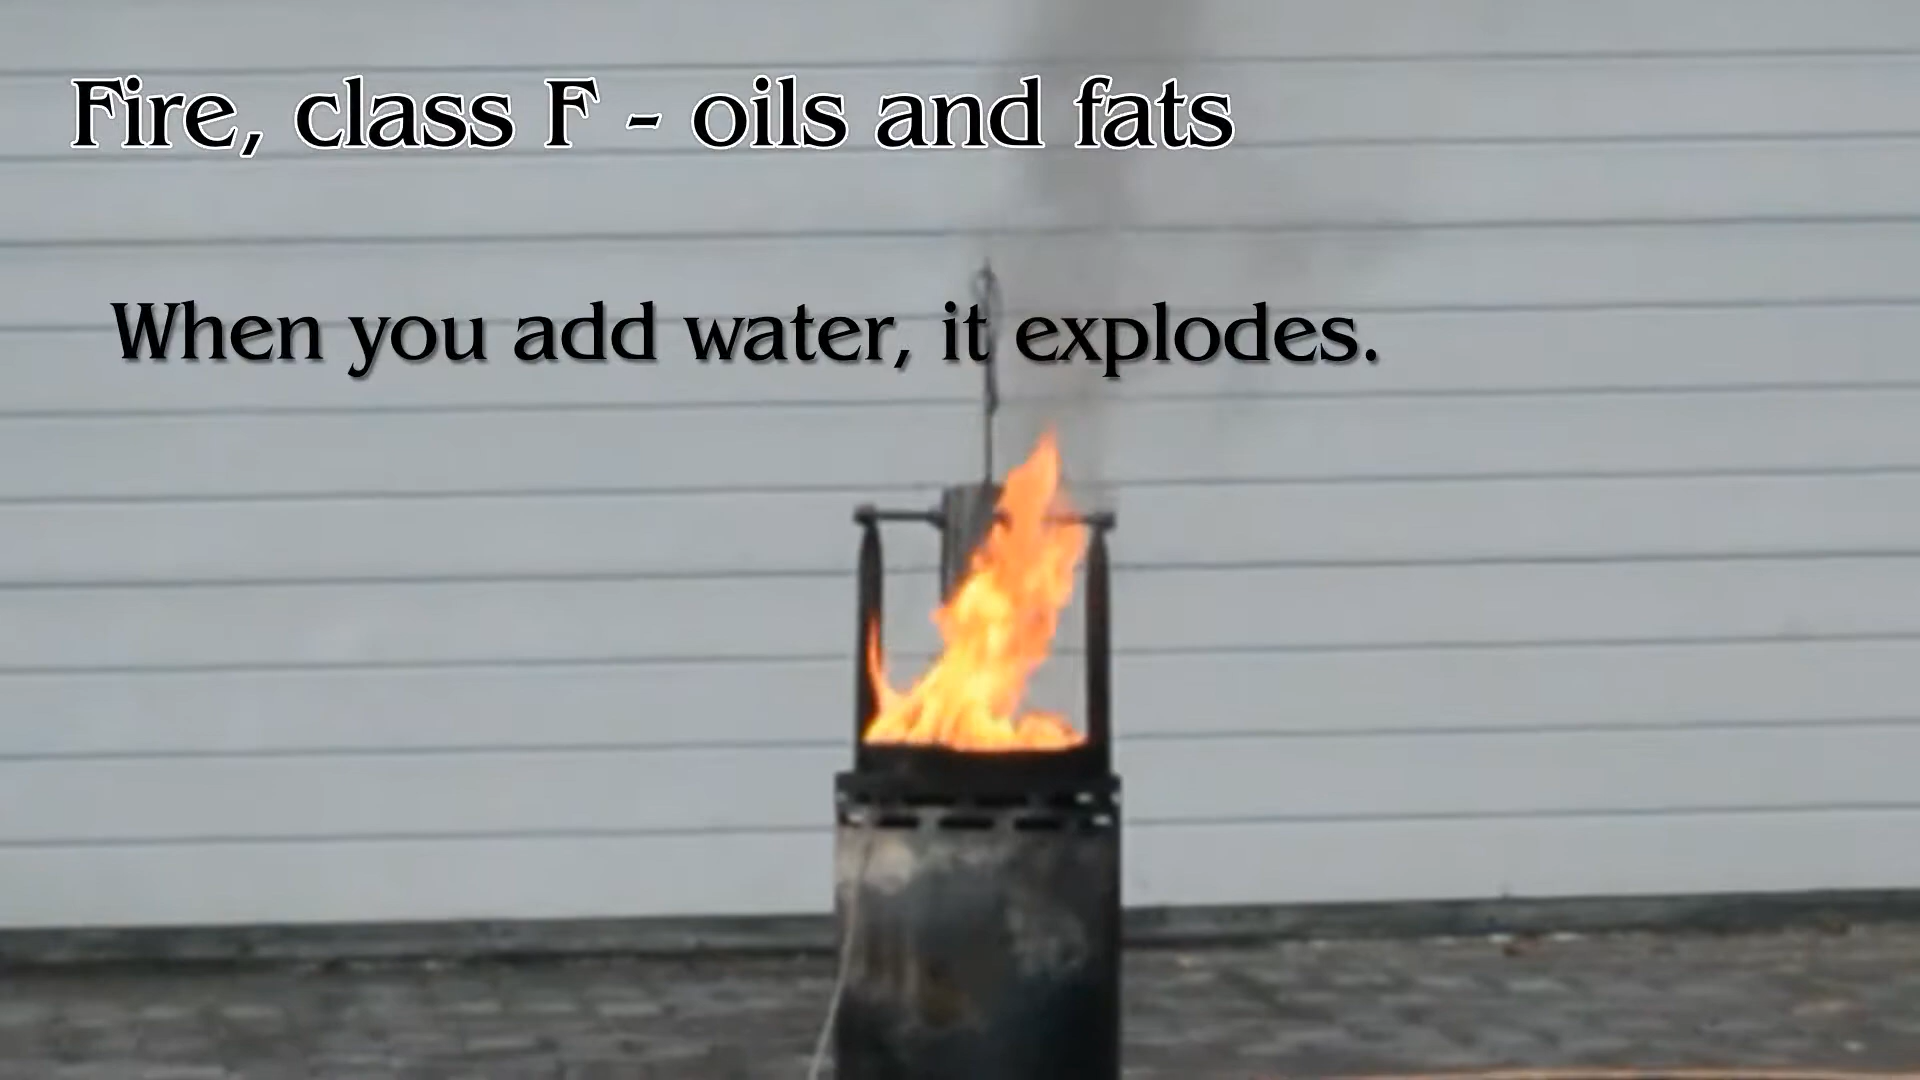 Fire, class F - oils and fats
When you add water, it explodes.